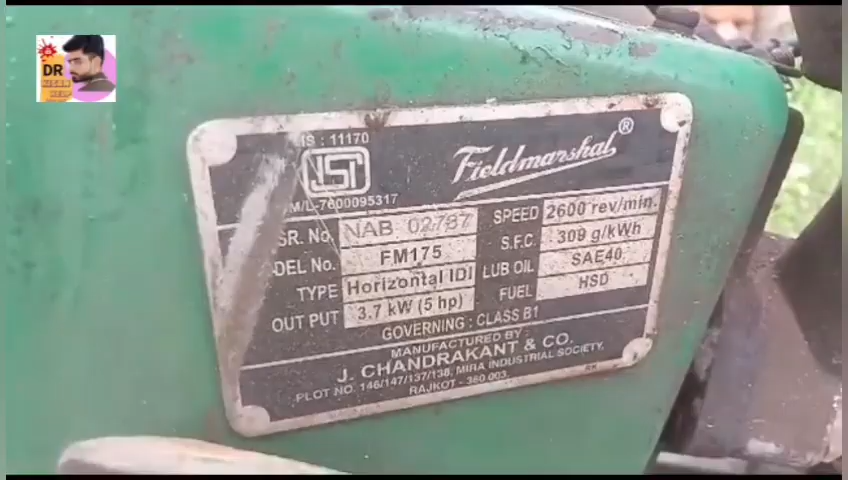 DR
KISAN
HELP
IS : 11170
ISI
M/L-7600095317
Fieldmarshal®
SR. No. NAB 02787
DEL No. FM175
TYPE Horizontal IDI
OUT PUT 3.7 kW (5 hp)
SPEED 2600 rev/min.
S.F.C. 309 g/kWh
LUB OIL SAE40
FUEL HSD
GOVERNING : CLASS B1
MANUFACTURED BY :
J. CHANDRAKANT & CO.
PLOT NO. 146/147/137/138, MIRA INDUSTRIAL SOCIETY,
RAJKOT - 360 003.